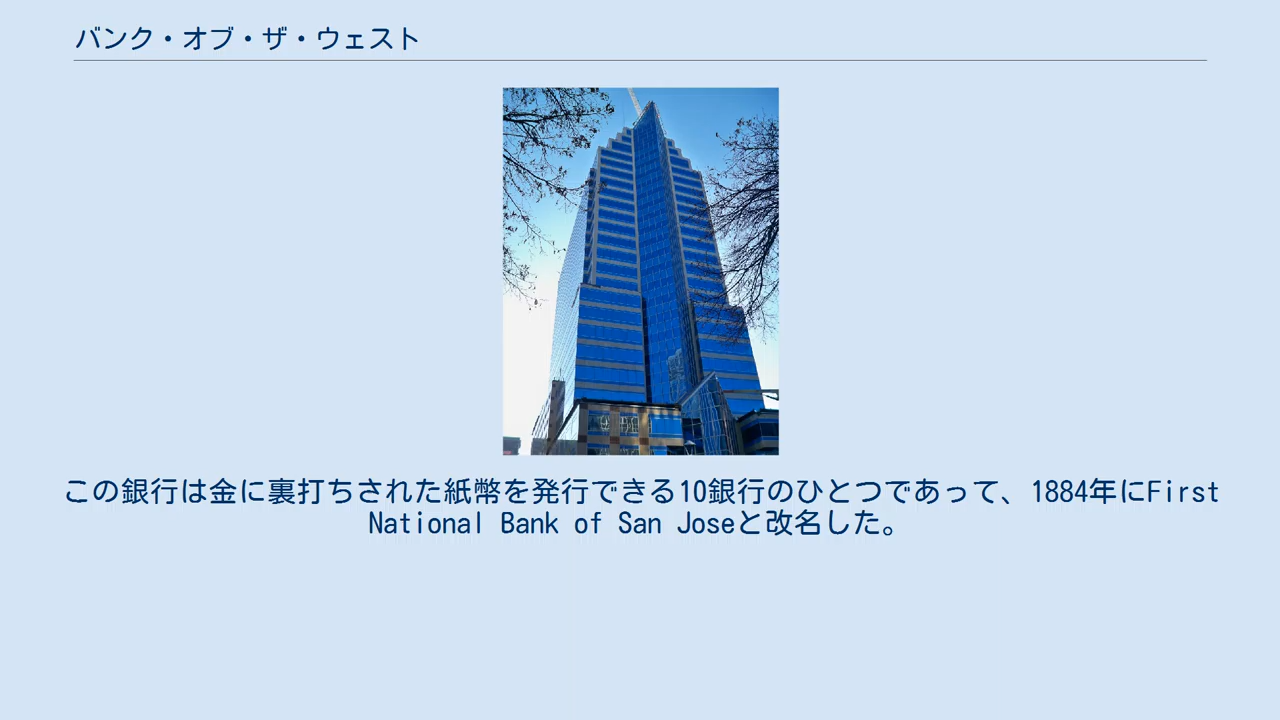 バンク・オブ・ザ・ウェスト
この銀行は金に裏打ちされた紙幣を発行できる10銀行のひとつであって、1884年にFirst
National Bank of San Joseと改名した。